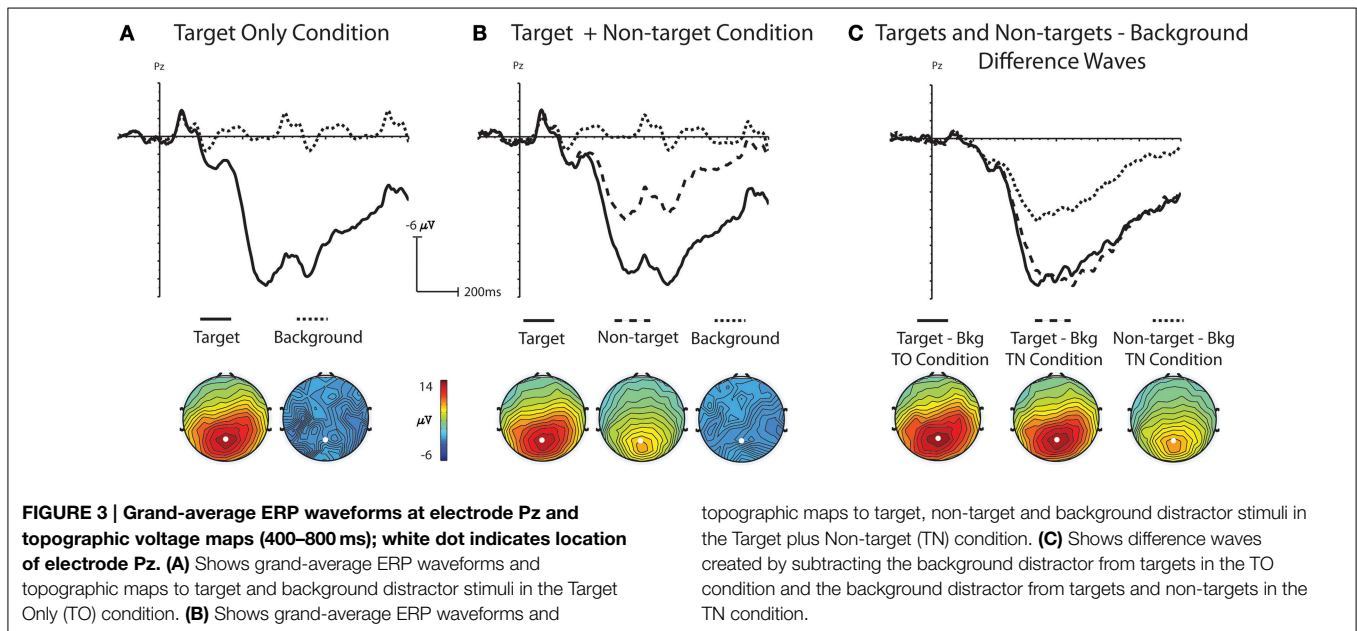 A Target Only Condition
B Target + Non-target Condition
C Targets and Non-targets - Background
Difference Waves
Pz
Pz
Pz
-6 µV
200ms
Target
Background
Target
Non-target
Background
Target - Bkg
TO Condition
Target - Bkg
TN Condition
Non-target - Bkg
TN Condition
14
µV
-6
FIGURE 3 | Grand-average ERP waveforms at electrode Pz and
topographic voltage maps (400–800 ms); white dot indicates location
of electrode Pz. (A) Shows grand-average ERP waveforms and
topographic maps to target and background distractor stimuli in the Target
Only (TO) condition. (B) Shows grand-average ERP waveforms and
topographic maps to target, non-target and background distractor stimuli in
the Target plus Non-target (TN) condition. (C) Shows difference waves
created by subtracting the background distractor from targets in the TO
condition and the background distractor from targets and non-targets in the
TN condition.